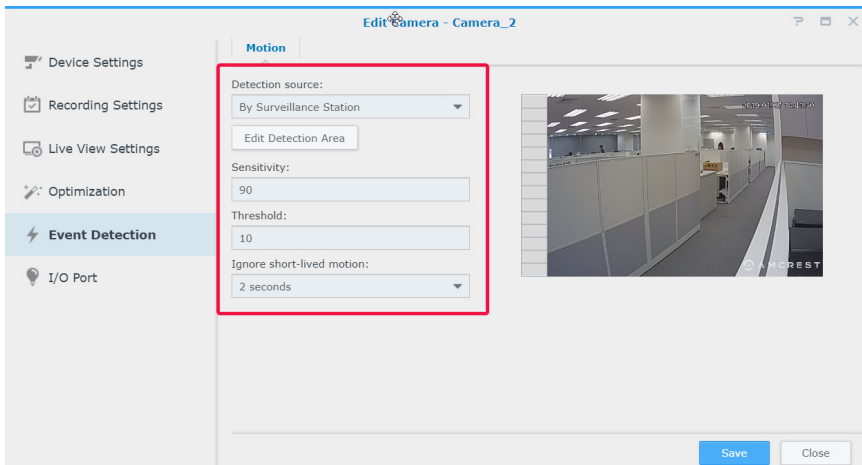 Edit Camera - Camera_2
Device Settings
Recording Settings
Live View Settings
Optimization
Event Detection
I/O Port
Motion
Detection source:
By Surveillance Station
Edit Detection Area
Sensitivity:
90
Threshold:
10
Ignore short-lived motion:
2 seconds
AMCREST
Save
Close